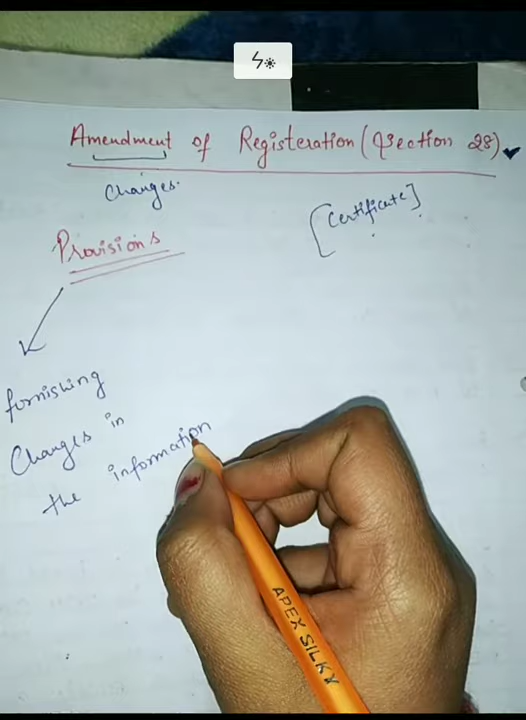 Amendment of Registeration (Section 28)
Changes.
[Certificate]
Provisions
furnishing
Changes in
the information
APEX SILKY